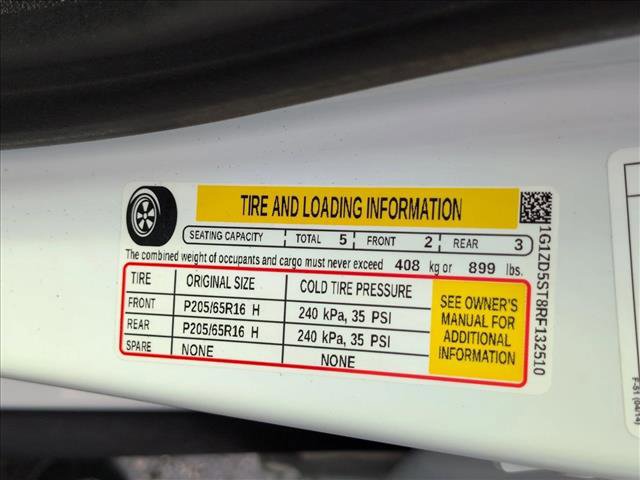 TIRE AND LOADING INFORMATION
SEATING CAPACITY TOTAL 5 FRONT 2 REAR 3
The combined weight of occupants and cargo must never exceed 408 kg or 899 lbs.
TIRE ORIGINAL SIZE COLD TIRE PRESSURE
FRONT P205/65R16 H 240 kPa, 35 PSI
REAR P205/65R16 H 240 kPa, 35 PSI
SPARE NONE NONE
SEE OWNER'S
MANUAL FOR
ADDITIONAL
INFORMATION
1G1ZD5ST8RF132510
F-51 (04/14)